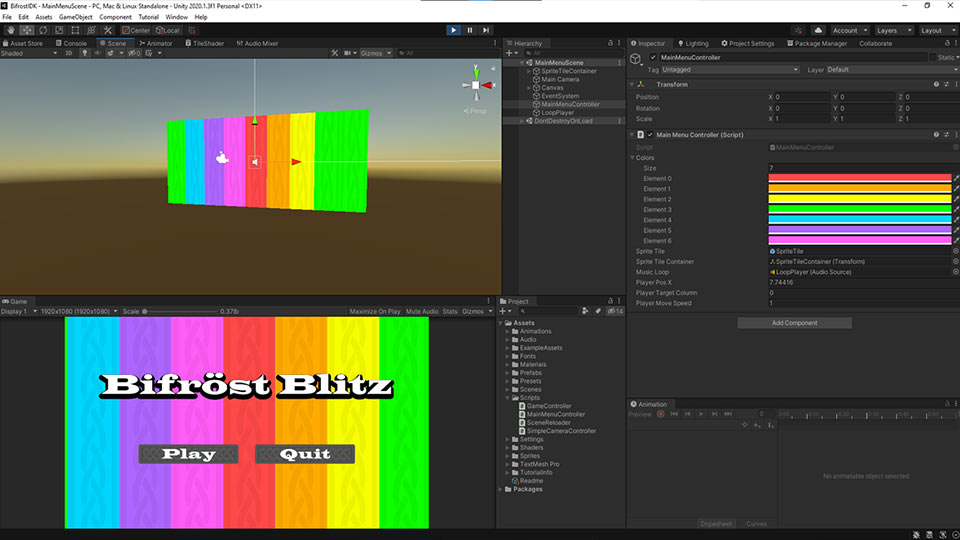 BifrostDK - MainMenuScene - PC, Mac & Linux Standalone - Unity 2020.1.3f1 Personal <DX11>
File Edit Assets GameObject Component Tutorial Window Help
Center Local
Account Layers Layout
Asset Store Console Scene Animator TileShader Audio Mixer
Shaded 2D 0 Gizmos All
y
x
Persp
Hierarchy
All
MainMenuScene
SpriteTileContainer
Main Camera
Canvas
EventSystem
MainMenuController
LoopPlayer
DontDestroyOnLoad
Inspector Lighting Project Settings Package Manager Collaborate
MainMenuController Static
Tag Untagged Layer Default
Transform
Position X 0 Y 0 Z 0
Rotation X 0 Y 0 Z 0
Scale X 1 Y 1 Z 1
Main Menu Controller (Script)
Script MainMenuController
Colors
Size 7
Element 0
Element 1
Element 2
Element 3
Element 4
Element 5
Element 6
Sprite Tile SpriteTile
Sprite Tile Container SpriteTileContainer (Transform)
Music Loop LoopPlayer (Audio Source)
Player Pos X 7.74416
Player Target Column 0
Player Move Speed 1
Add Component
Game
Display 1 1920x1080 (1920x1080) Scale 0.378x Maximize On Play Mute Audio Stats Gizmos
Bifröst Blitz
Play Quit
Project
14
Assets
Animations
Audio
ExampleAssets
Fonts
Materials
Prefabs
Presets
Scenes
Scripts
GameController
MainMenuController
SceneReloader
SimpleCameraController
Settings
Shaders
Sprites
TextMesh Pro
TutorialInfo
Readme
Packages
Animation
Preview 0 0:00
No animatable object selected.
Dopesheet Curves